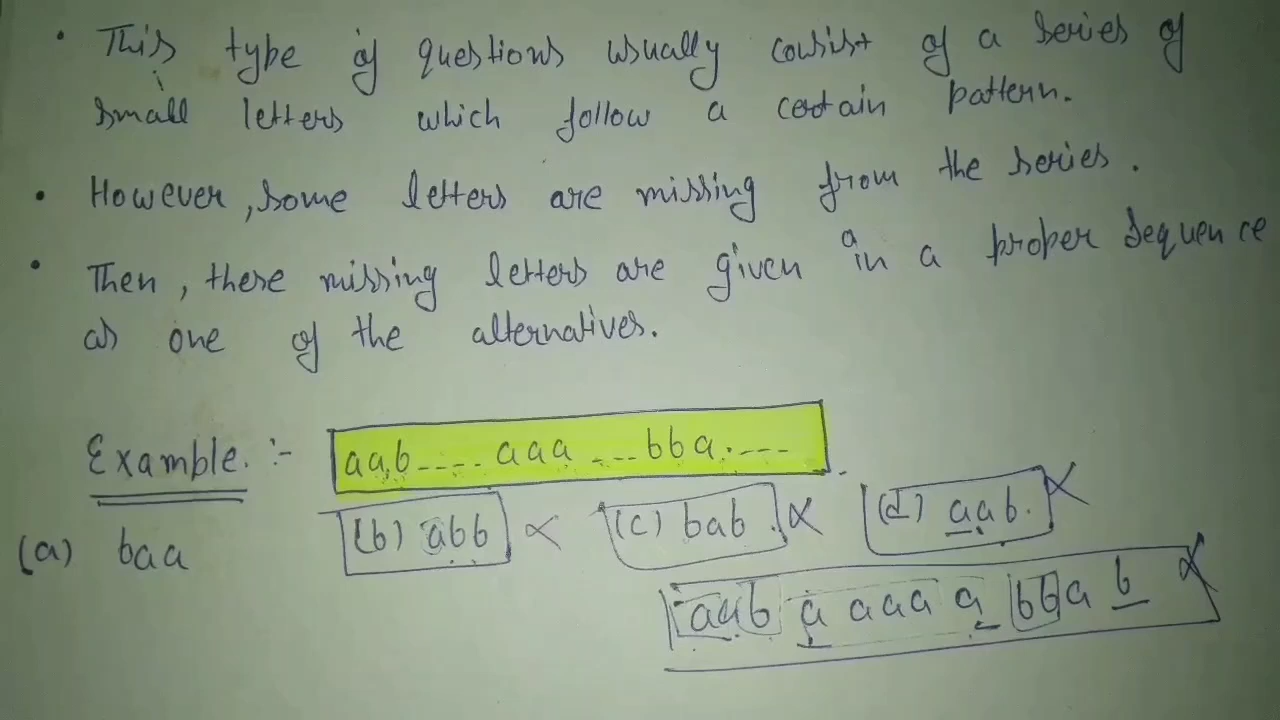 • This type of questions usually consist of a series of
small letters which follow a certain pattern.
• However, some letters are missing from the series.
• Then, these missing letters are given in a proper sequence
as one of the alternatives.
Examble :- aab.... aaa ....bba.----
(a) baa (b) abb ✗ (c) bab. ✗ (d) aab. ✗
aab a aaa a bba b ✗